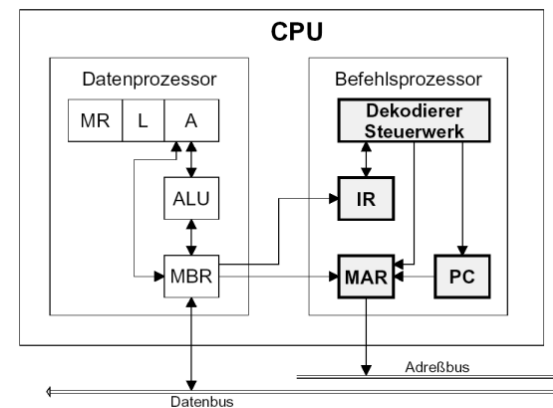 CPU
Datenprozessor
Befehlsprozessor
MR L A
Dekodierer
Steuerwerk
ALU
IR
MBR
MAR
PC
Adreßbus
Datenbus